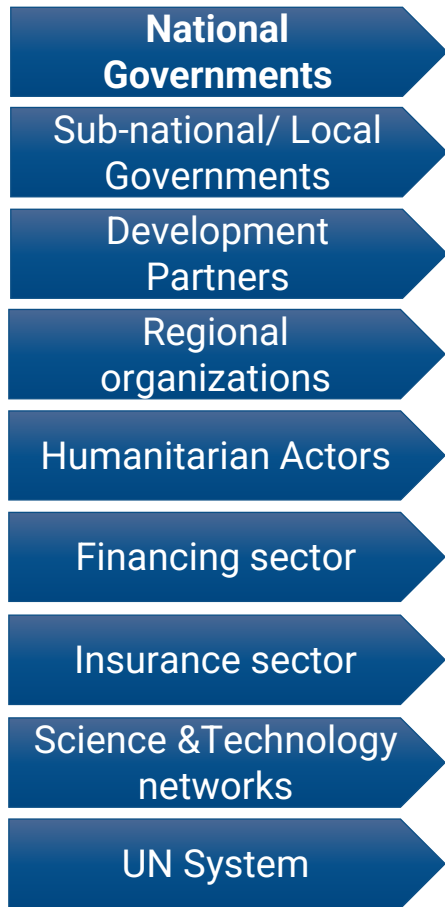 National
Governments
Sub-national/ Local
Governments
Development
Partners
Regional
organizations
Humanitarian Actors
Financing sector
Insurance sector
Science &Technology
networks
UN System